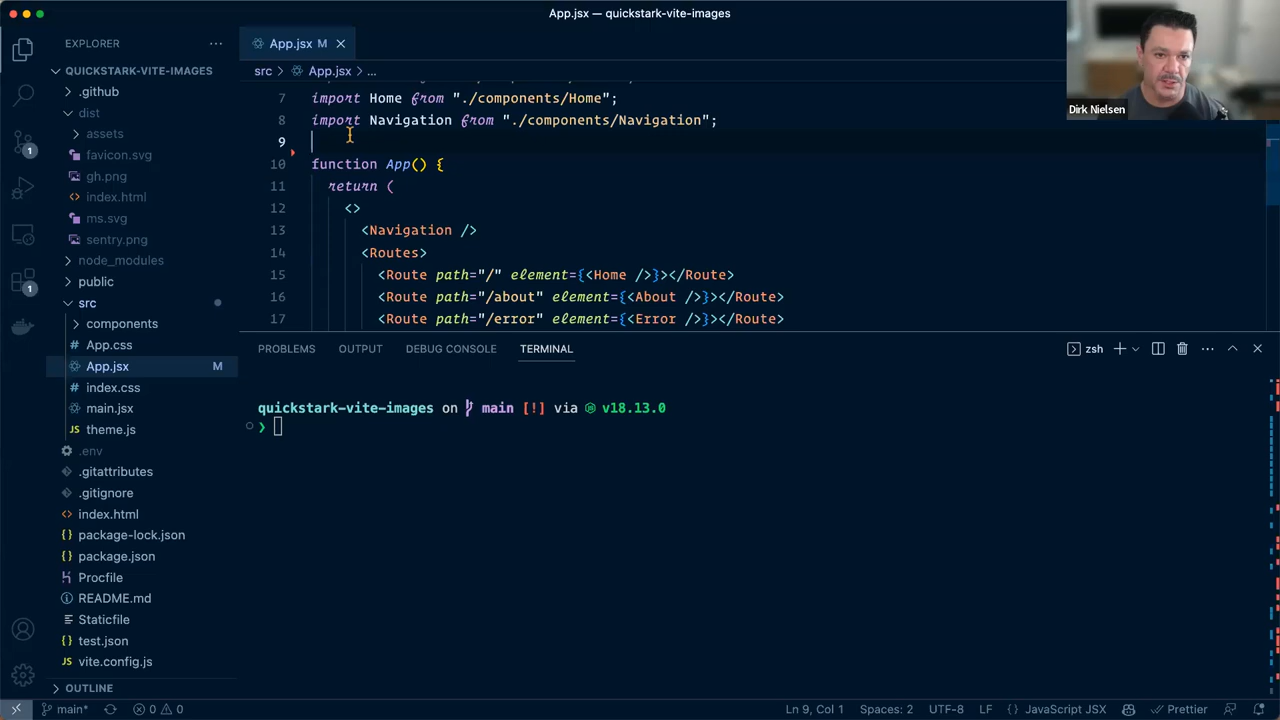 App.jsx — quickstark-vite-images
EXPLORER
App.jsx M
QUICKSTARK-VITE-IMAGES
src > App.jsx > ...
.github
dist
assets
favicon.svg
gh.png
index.html
ms.svg
sentry.png
node_modules
public
src
components
App.css
App.jsx M
index.css
main.jsx
theme.js
.env
.gitattributes
.gitignore
index.html
package-lock.json
package.json
Procfile
README.md
Staticfile
test.json
vite.config.js
OUTLINE
1
1
7 import Home from "./components/Home";
8 import Navigation from "./components/Navigation";
9
10 function App() {
11 return (
12 <>
13 <Navigation />
14 <Routes>
15 <Route path="/" element={<Home />}></Route>
16 <Route path="/about" element={<About />}></Route>
17 <Route path="/error" element={<Error />}></Route>
Dirk Nielsen
PROBLEMS OUTPUT DEBUG CONSOLE TERMINAL
zsh
quickstark-vite-images on main [!] via v18.13.0
❯
main* 0 0 Ln 9, Col 1 Spaces: 2 UTF-8 LF {} JavaScript JSX Prettier